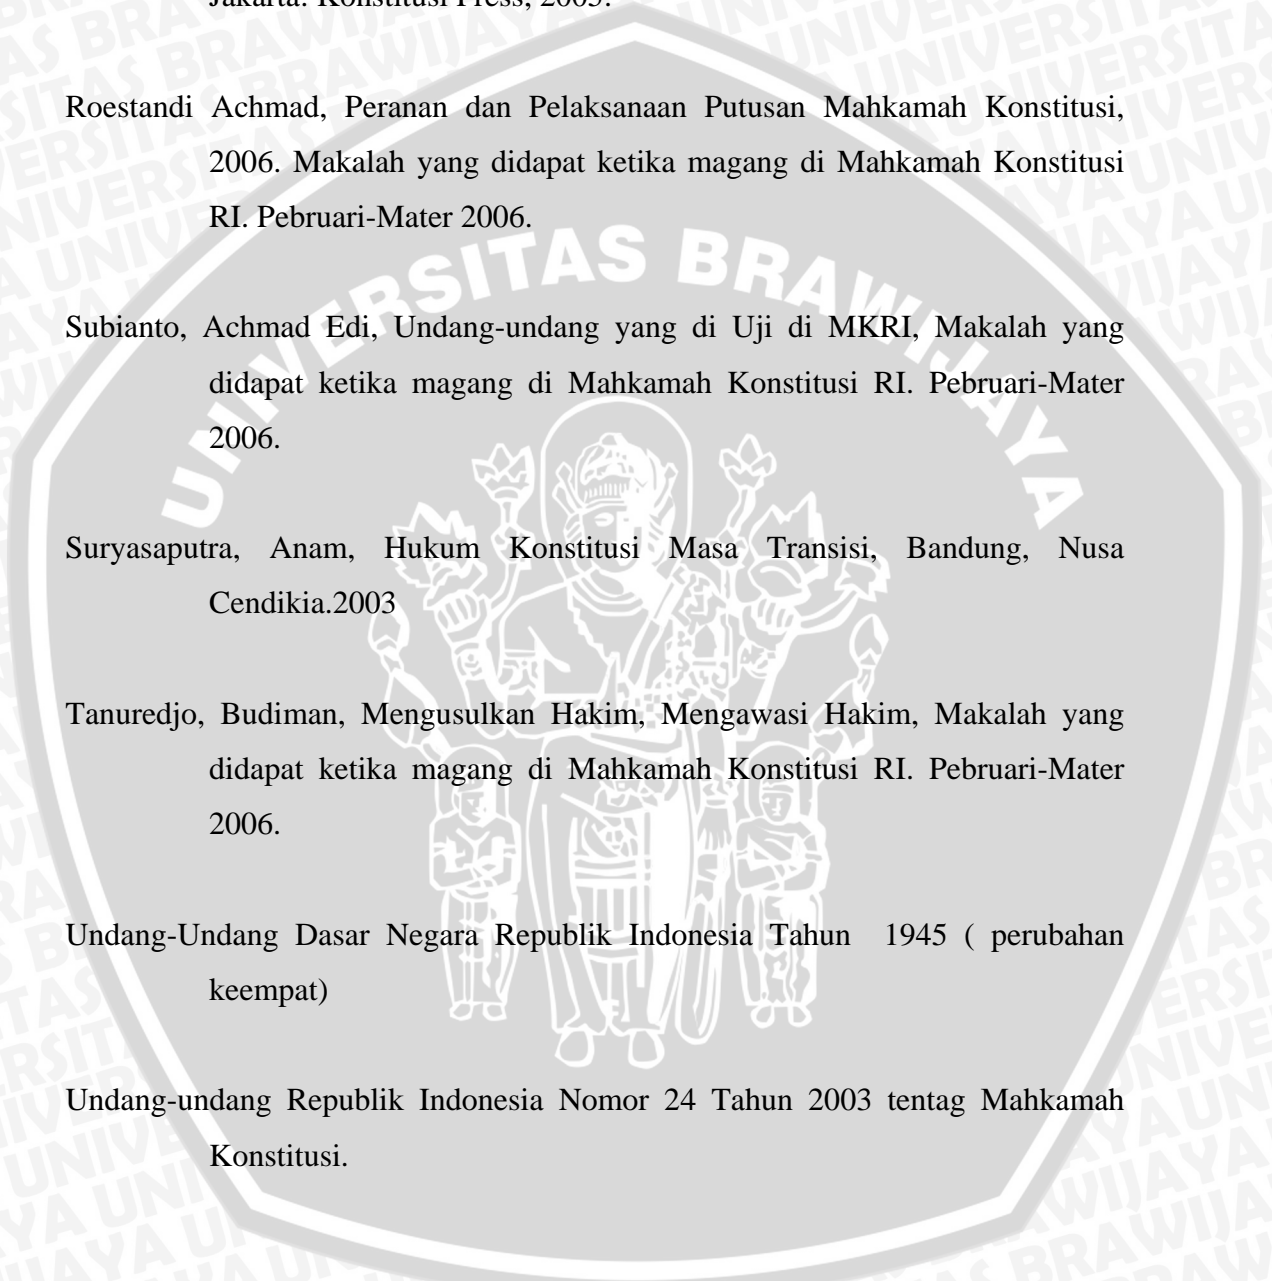 Jakarta: Konstitusi Press, 2005.
Roestandi Achmad, Peranan dan Pelaksanaan Putusan Mahkamah Konstitusi,
2006. Makalah yang didapat ketika magang di Mahkamah Konstitusi
RI. Pebruari-Mater 2006.
UNIVERSITAS BRAWIJAYA
Subianto, Achmad Edi, Undang-undang yang di Uji di MKRI, Makalah yang
didapat ketika magang di Mahkamah Konstitusi RI. Pebruari-Mater
2006.
Suryasaputra, Anam, Hukum Konstitusi Masa Transisi, Bandung, Nusa
Cendikia.2003
Tanuredjo, Budiman, Mengusulkan Hakim, Mengawasi Hakim, Makalah yang
didapat ketika magang di Mahkamah Konstitusi RI. Pebruari-Mater
2006.
Undang-Undang Dasar Negara Republik Indonesia Tahun 1945 ( perubahan
keempat)
Undang-undang Republik Indonesia Nomor 24 Tahun 2003 tentag Mahkamah
Konstitusi.